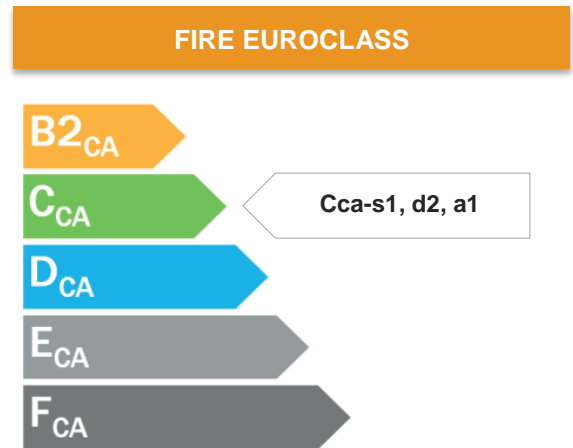 FIRE EUROCLASS
B2CA
CCA
Cca-s1, d2, a1
DCA
ECA
FCA